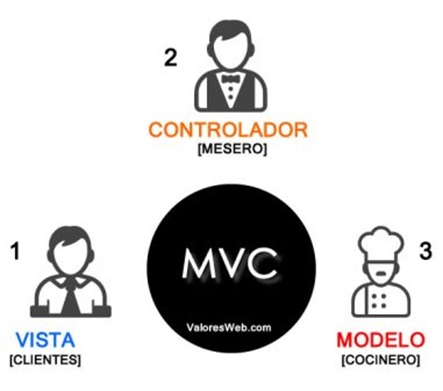 2
CONTROLADOR
[MESERO]
1
VISTA
[CLIENTES]
MVC
ValoresWeb.com
3
MODELO
[COCINERO]